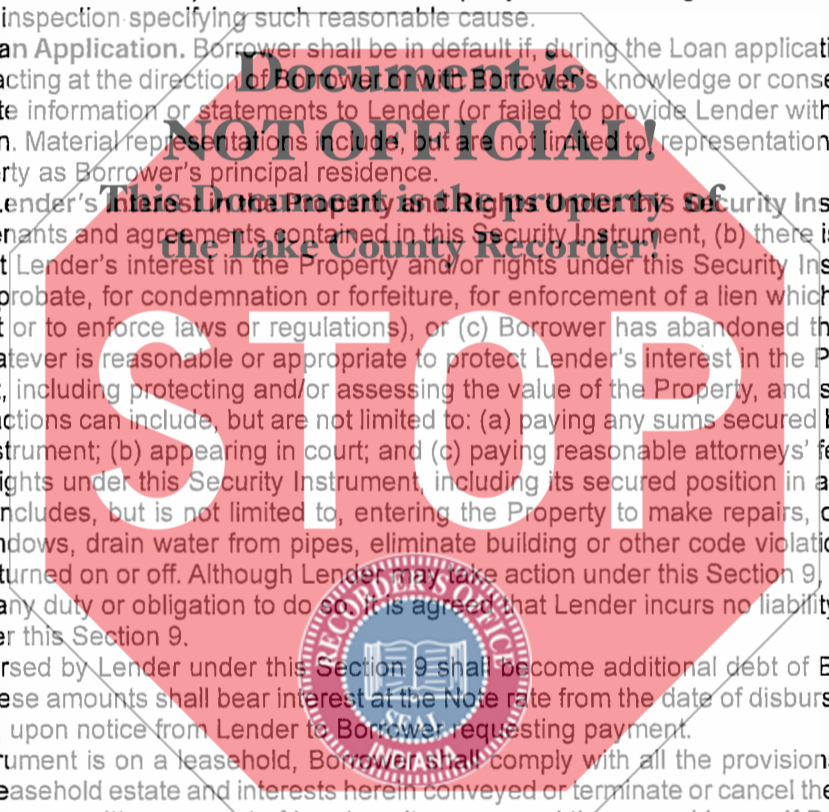 inspection specifying such reasonable cause.
an Application. Borrower shall be in default if, during the Loan applicati
acting at the direction of Borrower or with Borrower's knowledge or conse
Document is
te information or statements to Lender (or failed to provide Lender with
NOT OFFICIAL!
n. Material representations include, but are not limited to, representation
rty as Borrower's principal residence.
This Document is the property of
ender's Interest in the Property and Rights Under this Security Ins
nants and agreements contained in this Security Instrument, (b) there is
the Lake County Recorder!
t Lender's interest in the Property and/or rights under this Security Ins
probate, for condemnation or forfeiture, for enforcement of a lien which
t or to enforce laws or regulations), or (c) Borrower has abandoned th
atever is reasonable or appropriate to protect Lender's interest in the P
, including protecting and/or assessing the value of the Property, and s
STOP
ctions can include, but are not limited to: (a) paying any sums secured b
strument; (b) appearing in court; and (c) paying reasonable attorneys' fe
ights under this Security Instrument, including its secured position in a
ncludes, but is not limited to, entering the Property to make repairs, c
ndows, drain water from pipes, eliminate building or other code violatio
turned on or off. Although Lender may take action under this Section 9,
any duty or obligation to do so. It is agreed that Lender incurs no liability
er this Section 9.
RECORDER'S OFFICE
rsed by Lender under this Section 9 shall become additional debt of B
ese amounts shall bear interest at the Note rate from the date of disburs
SEAL
upon notice from Lender to Borrower requesting payment.
INDIANA
rument is on a leasehold, Borrower shall comply with all the provision
easehold estate and interests herein conveyed or terminate or cancel the